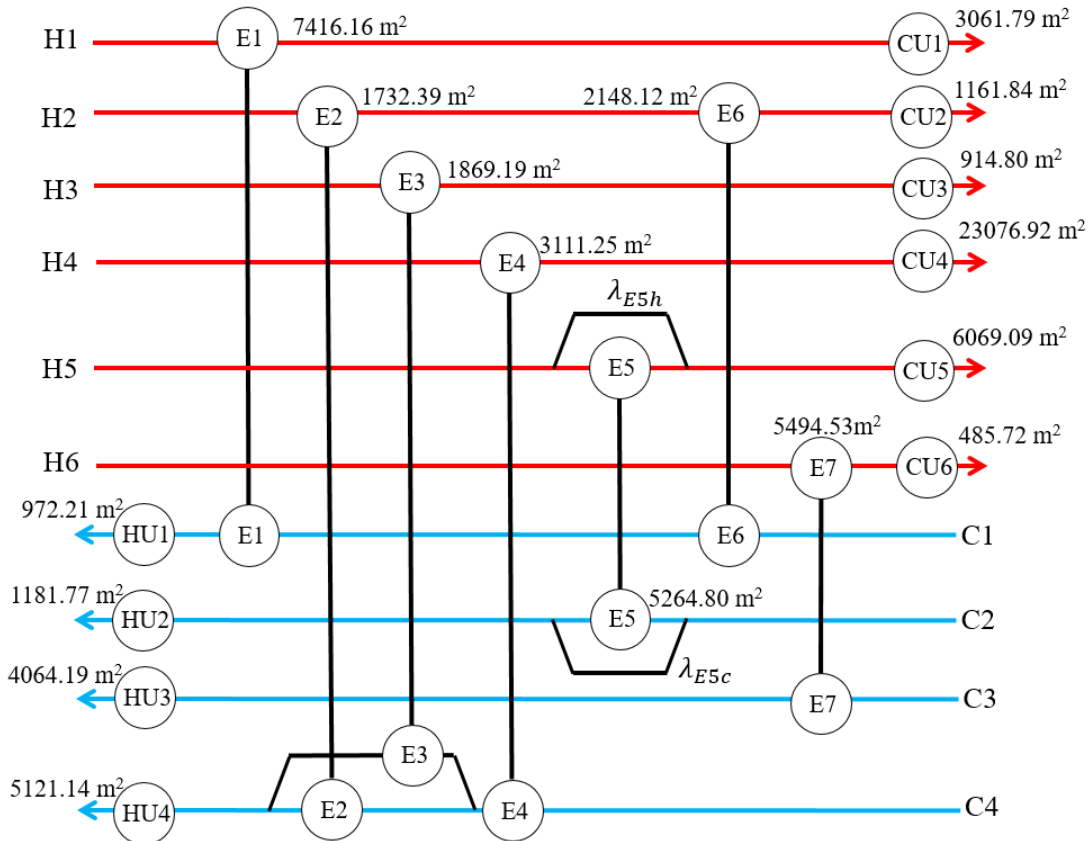 H1 E1 7416.16 m² CU1 3061.79 m²
H2 E2 1732.39 m² 2148.12 m² E6 CU2 1161.84 m²
H3 E3 1869.19 m² CU3 914.80 m²
H4 E4 3111.25 m² CU4 23076.92 m²
λ_E5h
H5 E5 CU5 6069.09 m²
H6 5494.53m² E7 CU6 485.72 m²
972.21 m² HU1 E1 E6 C1
1181.77 m² HU2 E5 5264.80 m² C2
λ_E5c
4064.19 m² HU3 E7 C3
E3
5121.14 m² HU4 E2 E4 C4